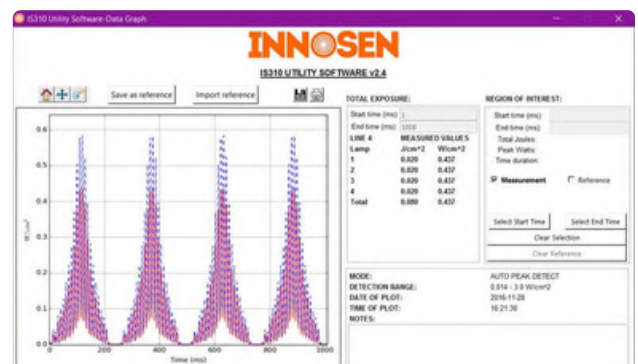 IS310 Utility Software-Data Graph
INNOSEN
IS310 UTILITY SOFTWARE v2.4
Save as reference Import reference
TOTAL EXPOSURE:
Start time (ms) 1
End time (ms) 1008
LINE # MEASURED VALUES
Lamp J/cm^2 W/cm^2
1 0.020 0.437
2 0.020 0.437
3 0.020 0.437
4 0.020 0.437
Total 0.080 0.437
REGION OF INTEREST:
Start time (ms)
End time (ms)
Total Joules:
Peak Watts:
Time duration:
Measurement Reference
Select Start Time Select End Time
Clear Selection
Clear Reference
0.6
0.5
0.4
0.3
0.2
0.1
0.0
W/cm²
0 200 400 600 800 1000
Time (ms)
MODE: AUTO PEAK DETECT
DETECTION RANGE: 0.014 - 3.0 W/cm^2
DATE OF PLOT: 2016-11-28
TIME OF PLOT: 16:21:30
NOTES: